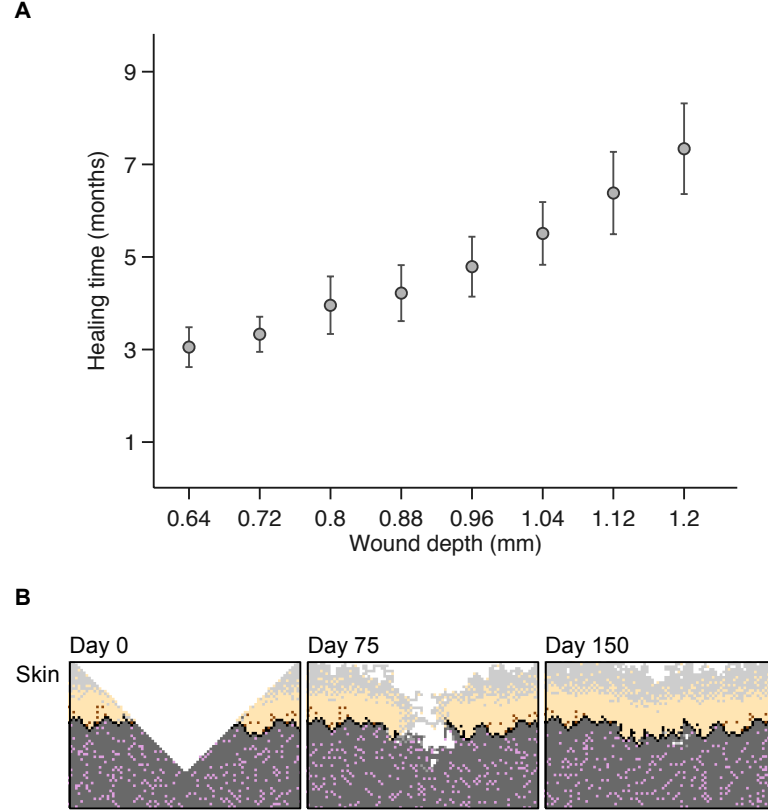 A
9
7
5
3
1
Healing time (months)
0.64 0.72 0.8 0.88 0.96 1.04 1.12 1.2
Wound depth (mm)
B
Day 0 Day 75 Day 150
Skin